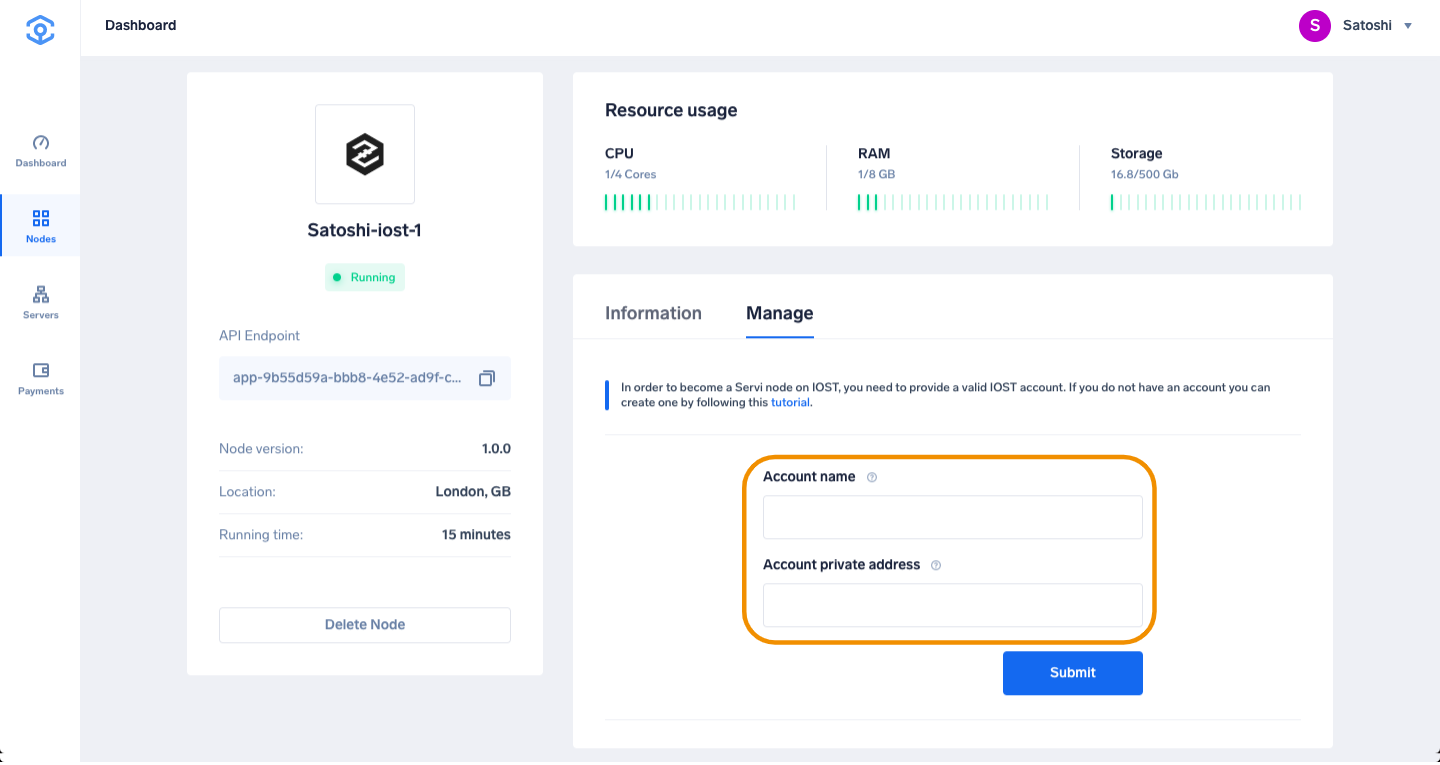 Dashboard
S
Satoshi
Dashboard
Nodes
Servers
Payments
Satoshi-iost-1
Running
API Endpoint
app-9b55d59a-bbb8-4e52-ad9f-c...
Node version: 1.0.0
Location: London, GB
Running time: 15 minutes
Delete Node
Resource usage
CPU
1/4 Cores
RAM
1/8 GB
Storage
16.8/500 Gb
Information
Manage
In order to become a Servi node on IOST, you need to provide a valid IOST account. If you do not have an account you can
create one by following this tutorial.
Account name ?
Account private address ?
Submit